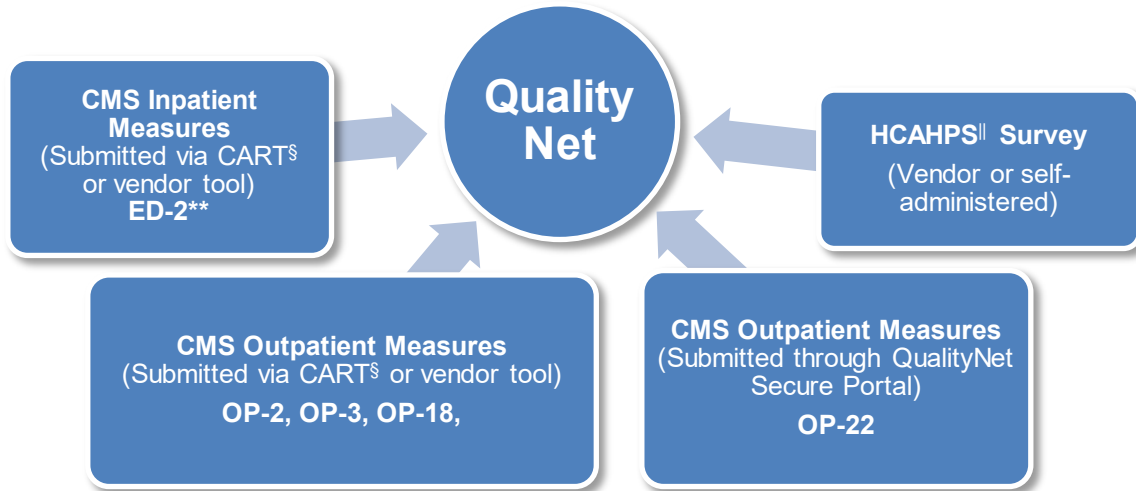 Quality
Net
CMS Inpatient
Measures
(Submitted via CART§
or vendor tool)
ED-2**
HCAHPS|| Survey
(Vendor or self-
administered)
CMS Outpatient Measures
(Submitted via CART§ or vendor tool)
OP-2, OP-3, OP-18,
CMS Outpatient Measures
(Submitted through QualityNet
Secure Portal)
OP-22